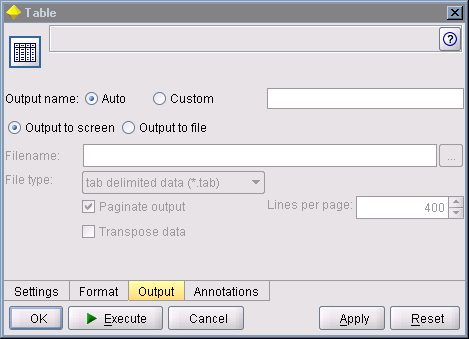 Table
?
Output name: Auto Custom
Output to screen Output to file
Filename: ...
File type: tab delimited data (*.tab)
Paginate output Lines per page: 400
Transpose data
Settings Format Output Annotations
OK Execute Cancel Apply Reset